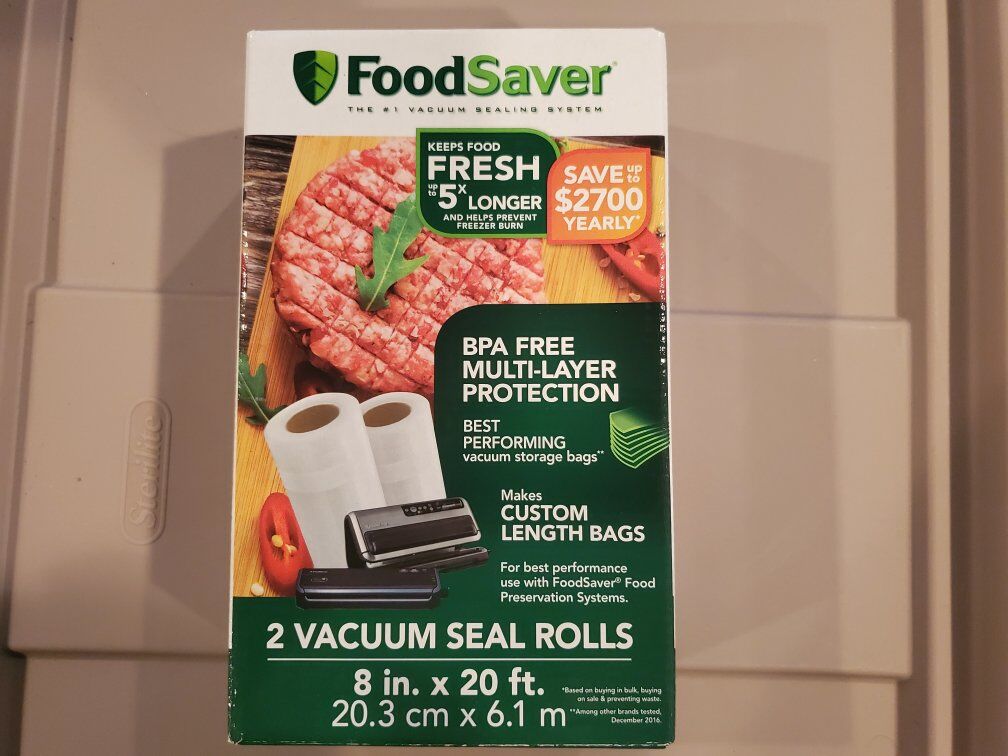 FoodSaver
THE #1 VACUUM SEALING SYSTEM
KEEPS FOOD
FRESH
up to 5x LONGER
AND HELPS PREVENT
FREEZER BURN
SAVE up to
$2700
YEARLY*
BPA FREE
MULTI-LAYER
PROTECTION
BEST
PERFORMING
vacuum storage bags**
Makes
CUSTOM
LENGTH BAGS
For best performance
use with FoodSaver® Food
Preservation Systems.
2 VACUUM SEAL ROLLS
8 in. x 20 ft.
20.3 cm x 6.1 m
*Based on buying in bulk, buying
on sale & preventing waste.
**Among other brands tested,
December 2016.
Sterilite